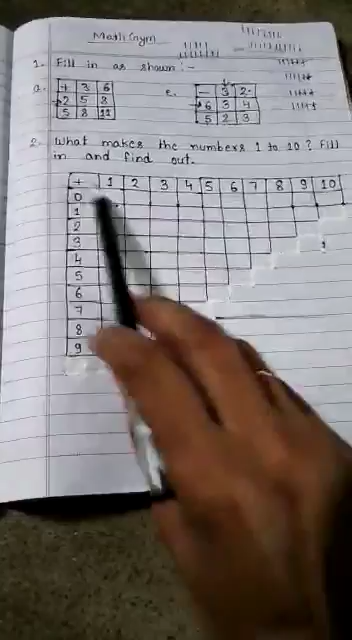 Math Gym
1. Fill in as shown :-
a. + 3 6
2 5 8
5 8 11
e. - 3 2
6 3 4
5 2 3
2. What makes the numbers 1 to 10? Fill
in and find out.
+ 1 2 3 4 5 6 7 8 9 10
0
1
2
3
4
5
6
7
8
9